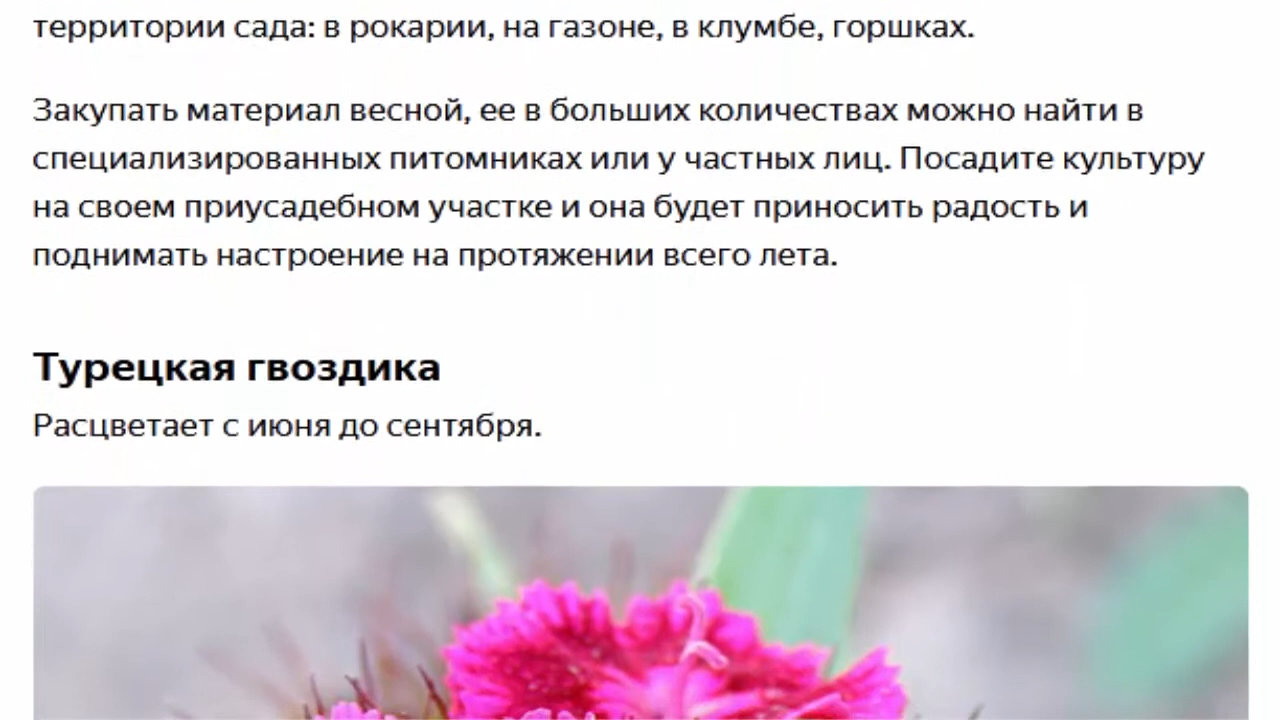 территории сада: в рокарии, на газоне, в клумбе, горшках.
Закупать материал весной, ее в больших количествах можно найти в
специализированных питомниках или у частных лиц. Посадите культуру
на своем приусадебном участке и она будет приносить радость и
поднимать настроение на протяжении всего лета.
Турецкая гвоздика
Расцветает с июня до сентября.